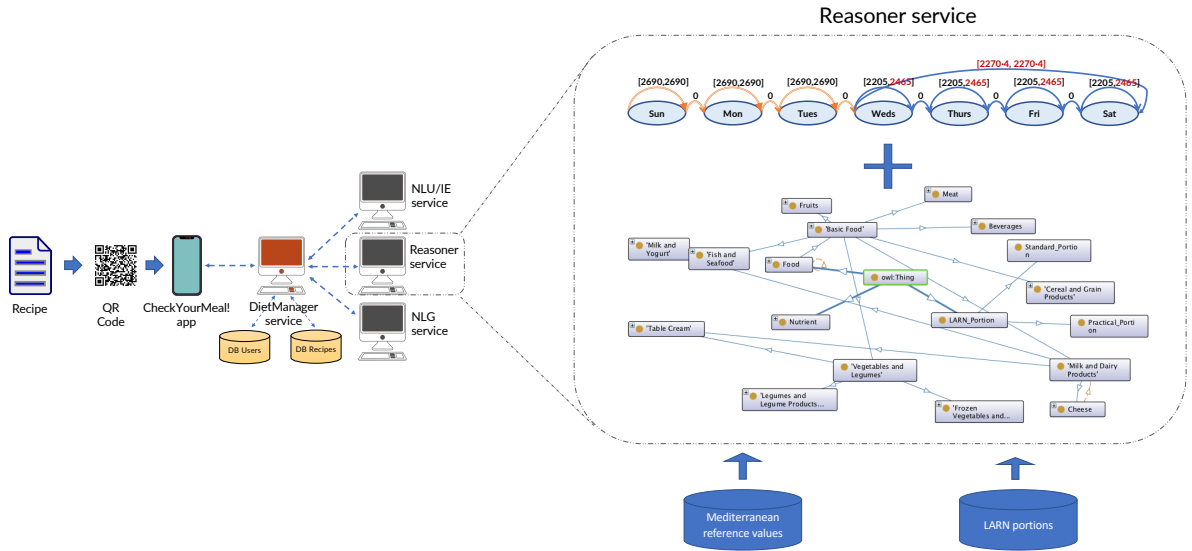 Reasoner service
[2270-4, 2270-4]
[2690,2690]
[2690,2690]
[2690,2690]
[2205,2465]
[2205,2465]
[2205,2465]
[2205,2465]
0
0
0
0
0
0
Sun
Mon
Tues
Weds
Thurs
Fri
Sat
NLU/IE
service
Reasoner
service
NLG
service
Recipe
QR
Code
CheckYourMeal!
app
DietManager
service
DB Users
DB Recipes
Meat
Fruits
'Basic Food'
Beverages
'Milk and
Yogurt'
'Fish and
Seafood'
Standard_Portio
n
Food
owl:Thing
'Cereal and Grain
Products'
Nutrient
LARN_Portion
Practical_Porti
on
'Table Cream'
'Vegetables and
Legumes'
'Milk and Dairy
Products'
'Legumes and
Legume Products...
'Frozen
Vegetables and...
Cheese
Mediterranean
reference values
LARN portions